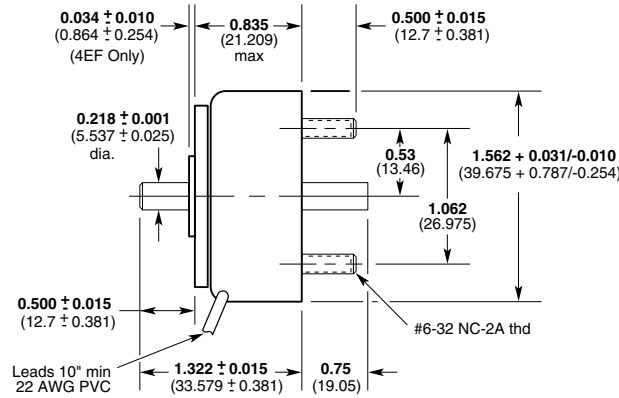 0.034 ± 0.010
(0.864 ± 0.254)
(4EF Only)
0.835
(21.209)
max
0.500 ± 0.015
(12.7 ± 0.381)
0.218 ± 0.001
(5.537 ± 0.025)
dia.
0.53
(13.46)
1.562 + 0.031/-0.010
(39.675 + 0.787/-0.254)
1.062
(26.975)
0.500 ± 0.015
(12.7 ± 0.381)
#6-32 NC-2A thd
Leads 10" min
22 AWG PVC
1.322 ± 0.015
(33.579 ± 0.381)
0.75
(19.05)